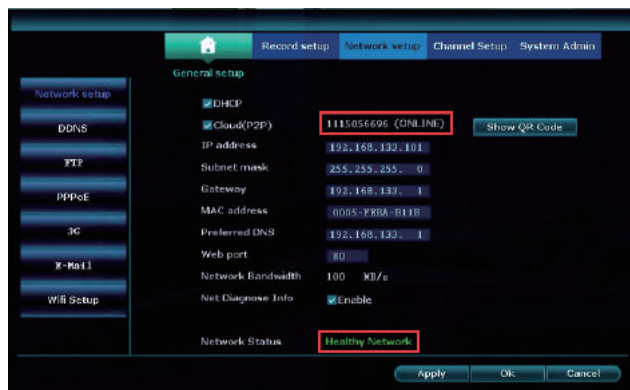 Record setup Network setup Channel Setup System Admin
General setup
Network setup
DDNS
FTP
PPPoE
3G
E-Mail
Wifi Setup
DHCP
Cloud(P2P) 1115056696 (ONLINE) Show QR Code
IP address 192.168.133.101
Subnet mask 255.255.255. 0
Gateway 192.168.133. 1
MAC address
Preferred DNS 192.168.133. 1
Web port 80
Network Bandwidth 100
Net Diagnose Info Enable
Network Status Healthy Network
Apply Ok Cancel